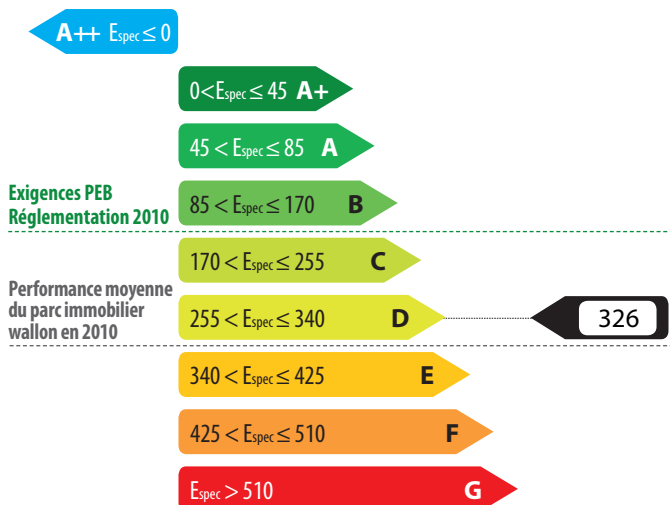 A++ Espec ≤ 0
0<Espec ≤ 45 A+
45 < Espec ≤ 85 A
Exigences PEB
Réglementation 2010
85 < Espec ≤ 170 B
170 < Espec ≤ 255 C
Performance moyenne
du parc immobilier
wallon en 2010
255 < Espec ≤ 340 D
326
340 < Espec ≤ 425 E
425 < Espec ≤ 510 F
Espec > 510 G